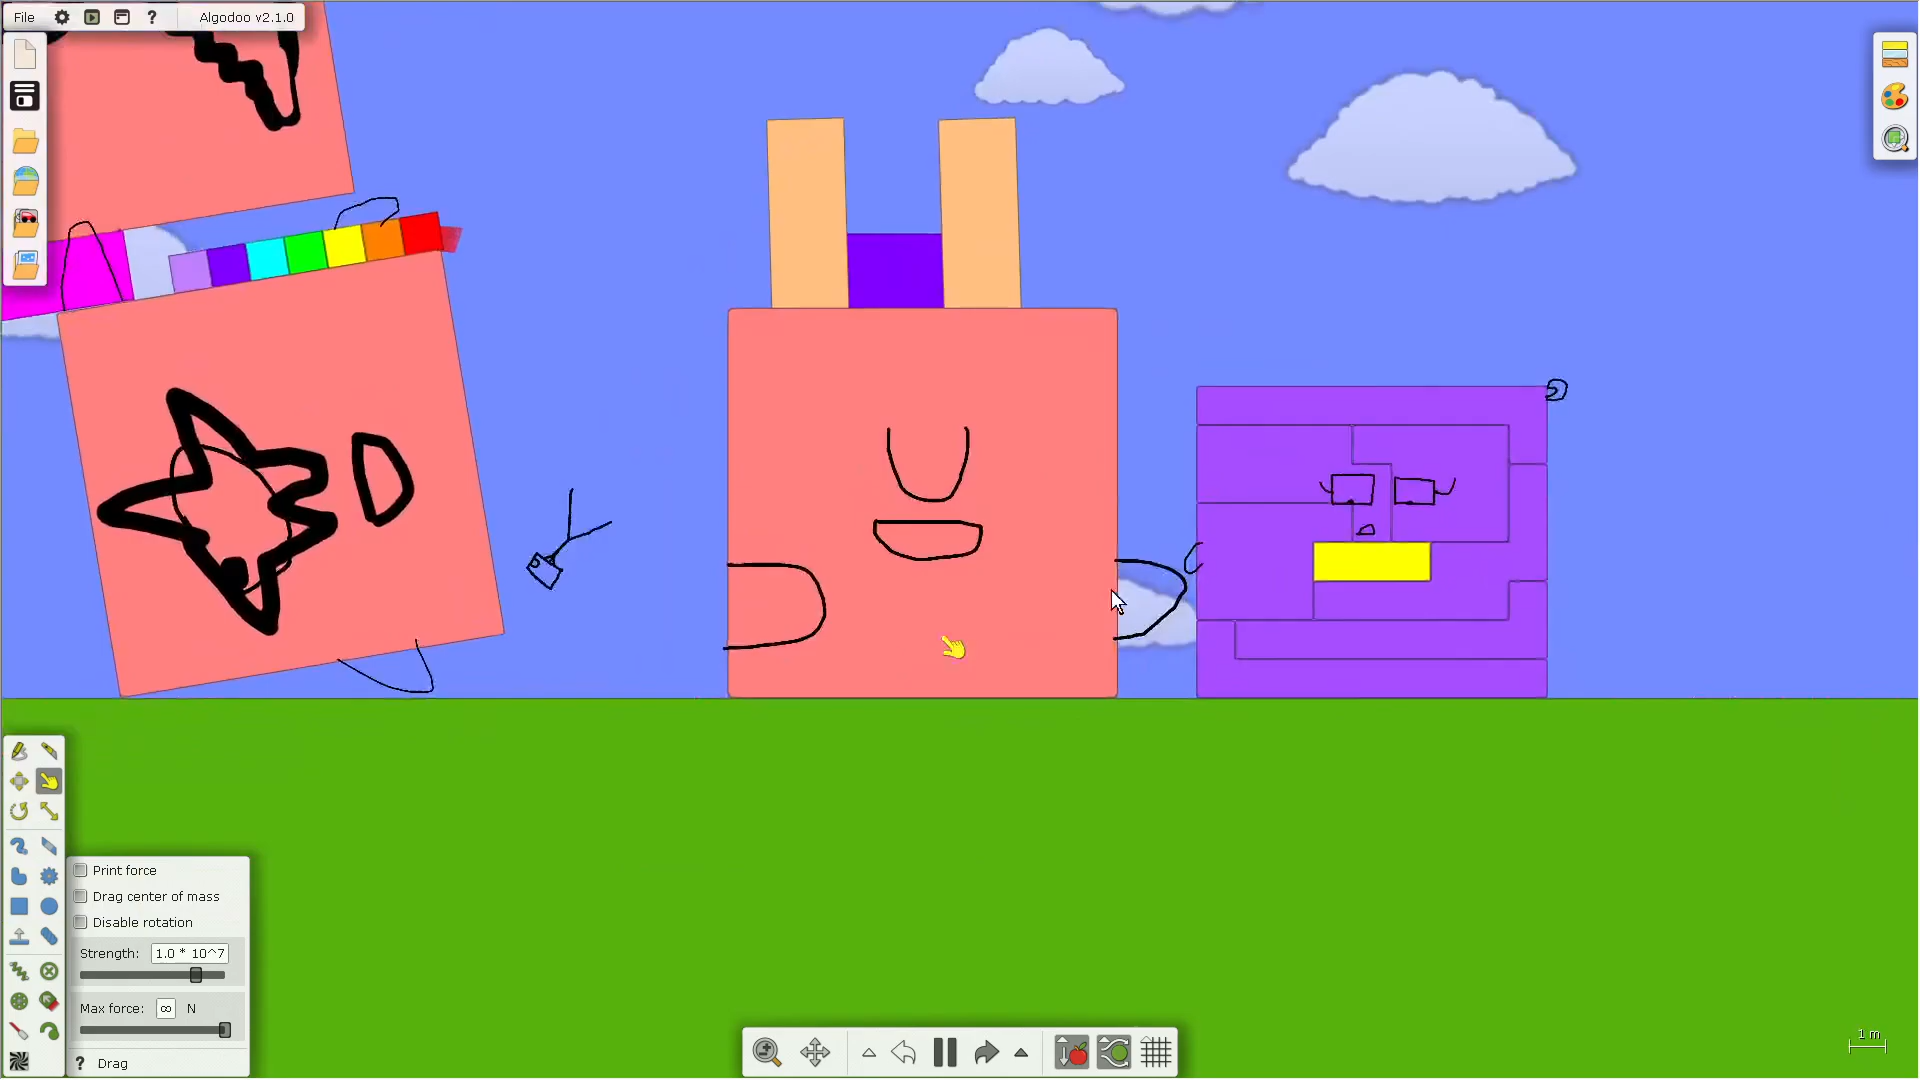 File
?
Algodoo v2.1.0
D
Print force
Drag center of mass
Disable rotation
Strength: 1.0 * 10^7
Max force: ∞ N
? Drag
1 m